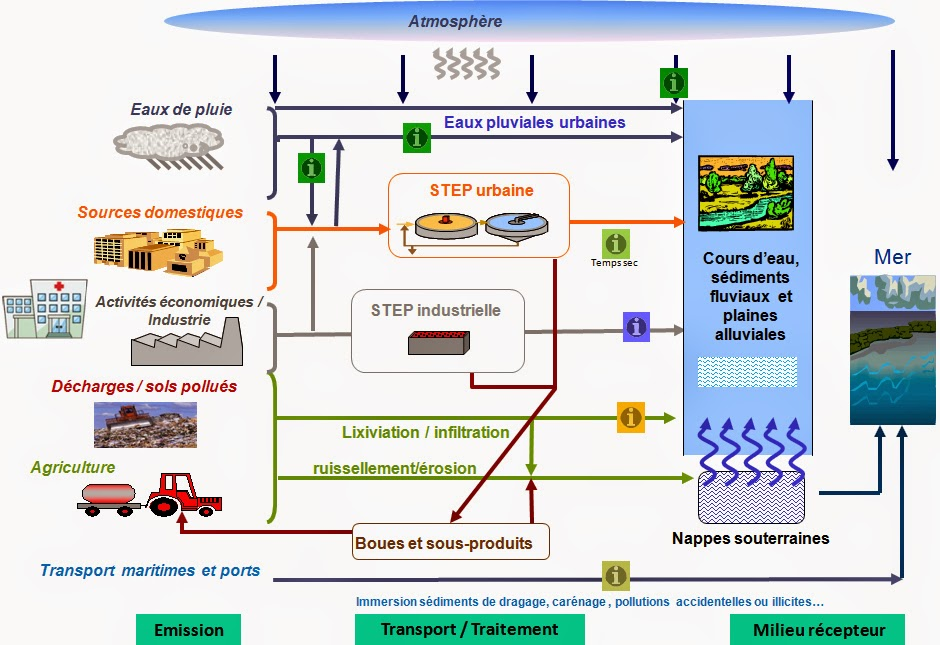 Atmosphère
Eaux de pluie
Eaux pluviales urbaines
Sources domestiques
STEP urbaine
Temps sec
Cours d'eau,
sédiments
fluviaux et
plaines
alluviales
Mer
Activités économiques /
Industrie
STEP industrielle
Décharges / sols pollués
Lixiviation / infiltration
Agriculture
ruissellement/érosion
Boues et sous-produits
Nappes souterraines
Transport maritimes et ports
Immersion sédiments de dragage, carénage , pollutions accidentelles ou illicites...
Emission
Transport / Traitement
Milieu récepteur